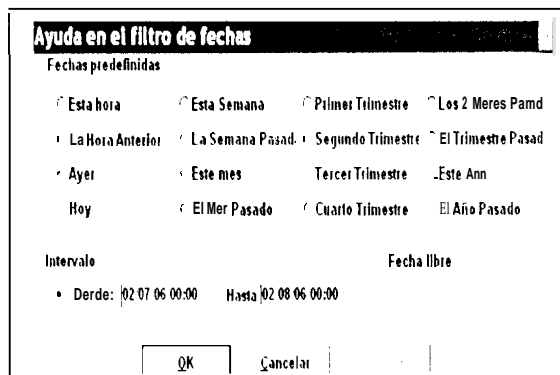 Ayuda en el filtro de fechas
Fechas predefinidas
Esta hora Esta Semana Primer Trimestre Los 2 Meres Pamd
La Hora Anterior La Semana Pasad. Segundo Trimestre El Trimestre Pasad
Ayer Este mes Tercer Trimestre Este Ann
Hoy El Mer Pasado Cuarto Trimestre El Año Pasado
Intervalo Fecha libre
Derde: 02 07 06 00:00 Hasta 02 08 06 00:00
OK Cancelar